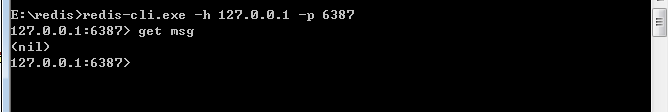 E:\redis>redis-cli.exe -h 127.0.0.1 -p 6387
127.0.0.1:6387> get msg
(nil)
127.0.0.1:6387>